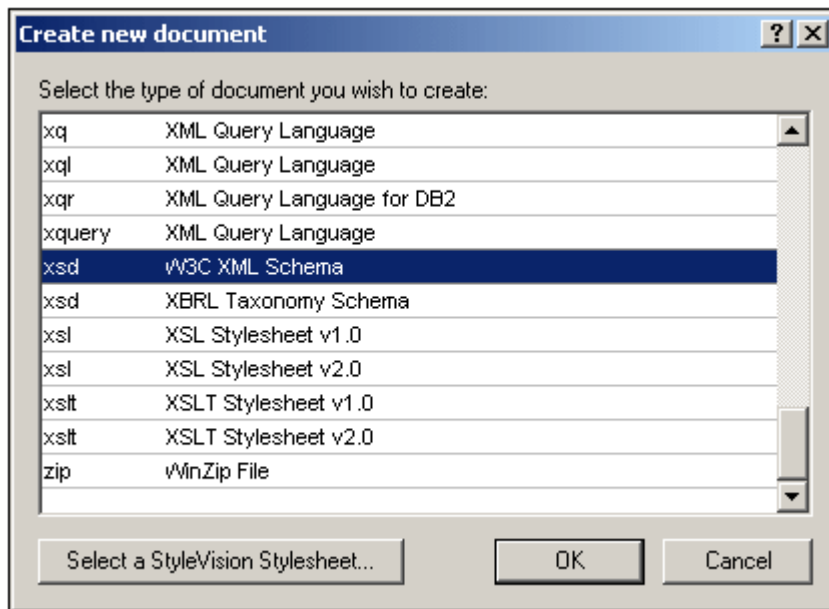 Create new document
Select the type of document you wish to create:
xq XML Query Language
xql XML Query Language
xqr XML Query Language for DB2
xquery XML Query Language
xsd W3C XML Schema
xsd XBRL Taxonomy Schema
xsl XSL Stylesheet v1.0
xsl XSL Stylesheet v2.0
xslt XSLT Stylesheet v1.0
xslt XSLT Stylesheet v2.0
zip WinZip File
Select a StyleVision Stylesheet... OK Cancel